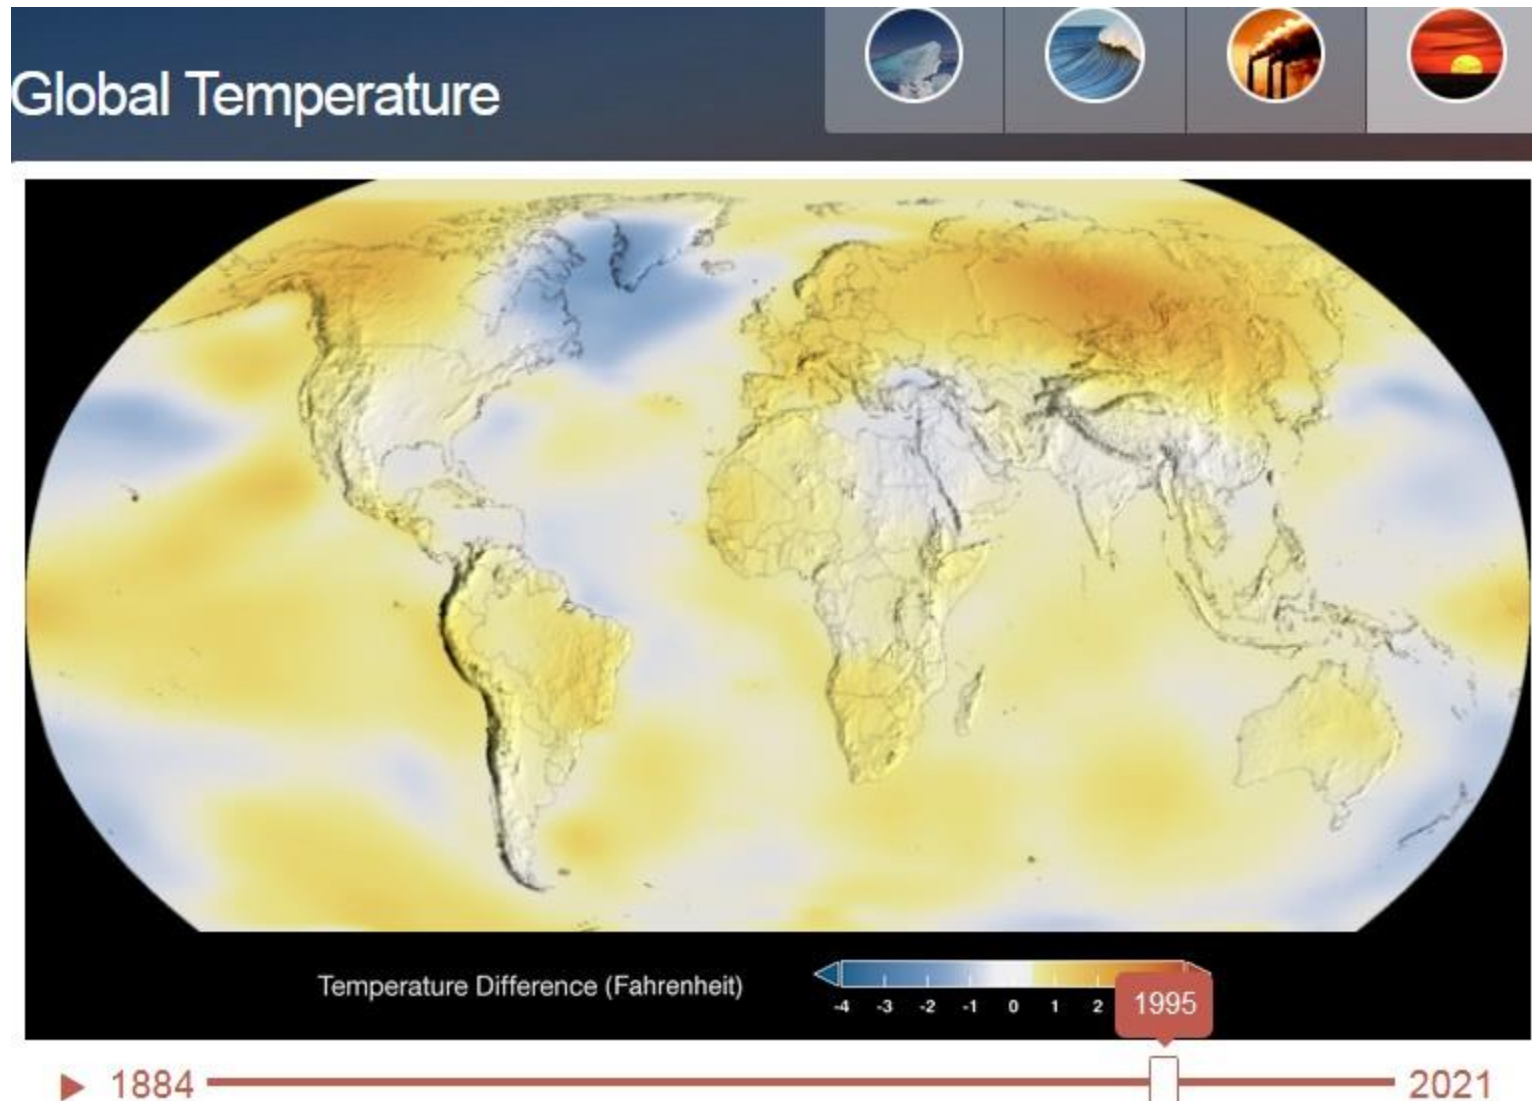 Global Temperature
Temperature Difference (Fahrenheit)
-4 -3 -2 -1 0 1 2
1995
1884 2021